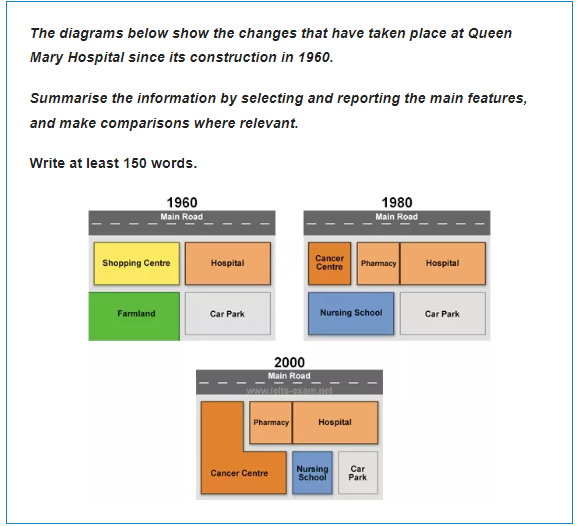 The diagrams below show the changes that have taken place at Queen
Mary Hospital since its construction in 1960.
Summarise the information by selecting and reporting the main features,
and make comparisons where relevant.
Write at least 150 words.
1960
Main Road
Shopping Centre
Hospital
Farmland
Car Park
1980
Main Road
Cancer
Centre
Pharmacy
Hospital
Nursing School
Car Park
2000
Main Road
www.ielts-exam.net
Pharmacy
Hospital
Cancer Centre
Nursing
School
Car
Park